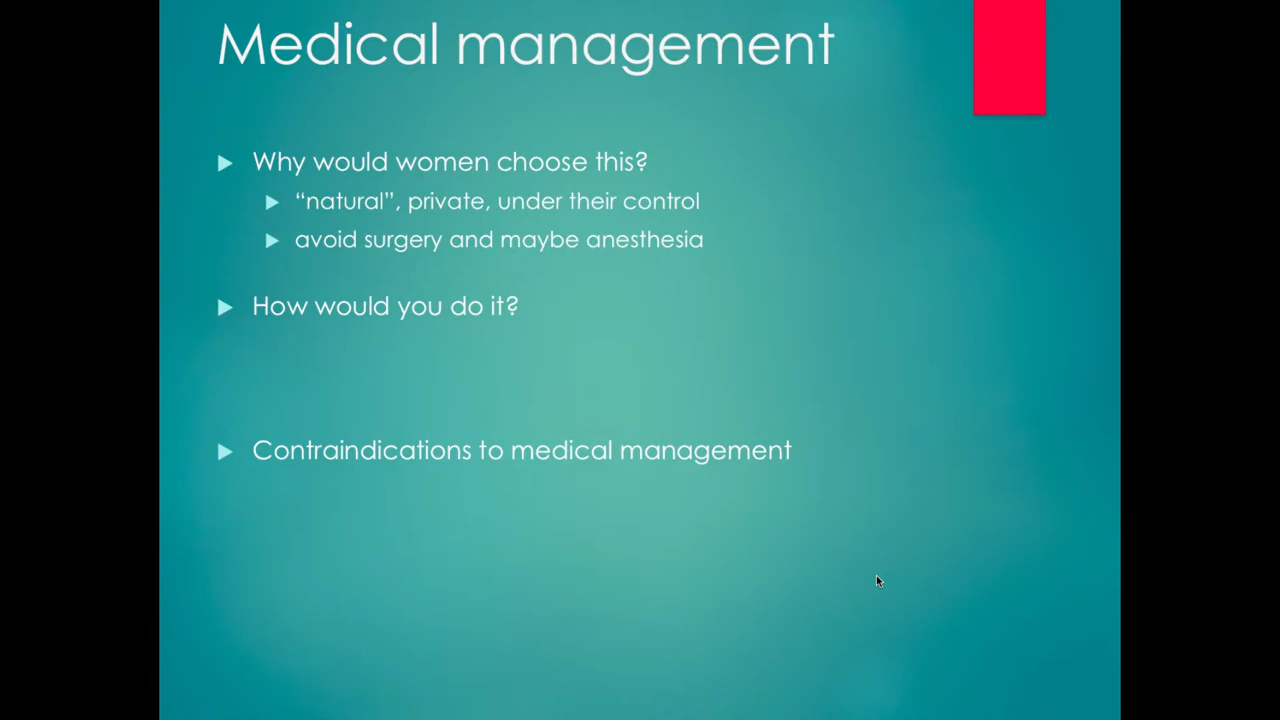 Medical management
Why would women choose this?
“natural”, private, under their control
avoid surgery and maybe anesthesia
How would you do it?
Contraindications to medical management